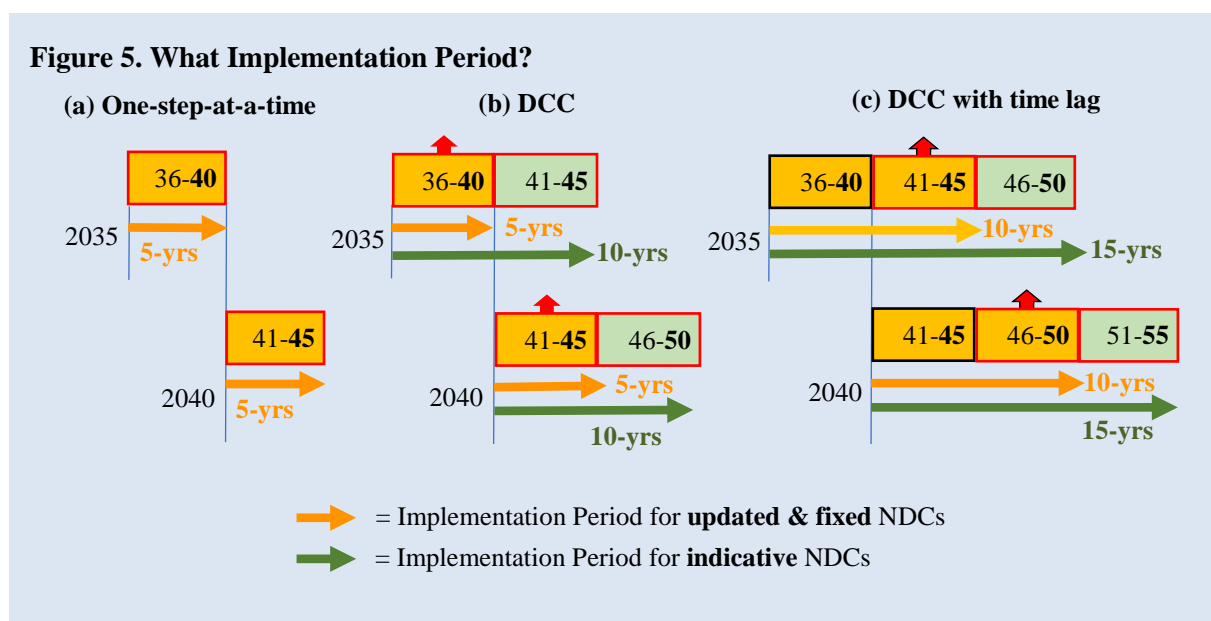 Figure 5. What Implementation Period?
(a) One-step-at-a-time
(b) DCC
(c) DCC with time lag
36-40
2035
5-yrs
41-45
2040
5-yrs
36-40
41-45
2035
5-yrs
10-yrs
41-45
46-50
2040
5-yrs
10-yrs
36-40
41-45
46-50
2035
10-yrs
15-yrs
41-45
46-50
51-55
2040
10-yrs
15-yrs
= Implementation Period for updated & fixed NDCs
= Implementation Period for indicative NDCs